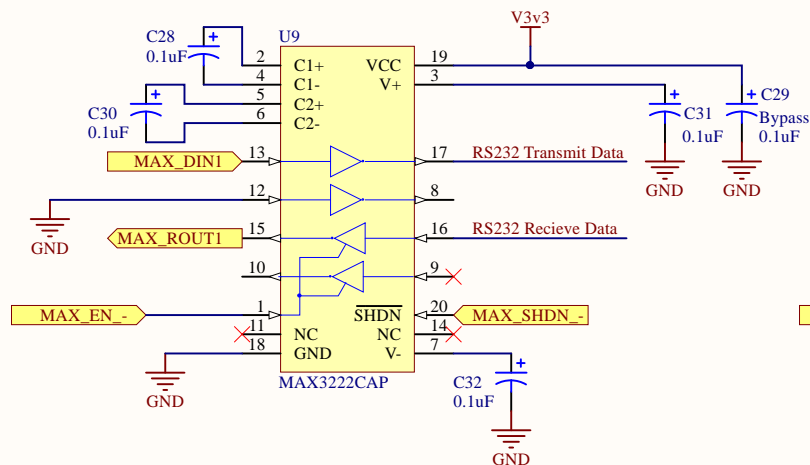 V3v3
C28
0.1uF
U9
2
C1+
VCC
19
4
C1-
V+
3
5
C2+
6
C2-
C30
0.1uF
C31
0.1uF
C29
Bypass
0.1uF
GND
GND
MAX_DIN1
13
17
RS232 Transmit Data
12
8
GND
MAX_ROUT1
15
16
RS232 Recieve Data
10
9
MAX_EN_-
1
SHDN
20
MAX_SHDN_-
11
NC
NC
14
18
GND
V-
7
GND
MAX3222CAP
C32
0.1uF
GND
+
+
+
+
+